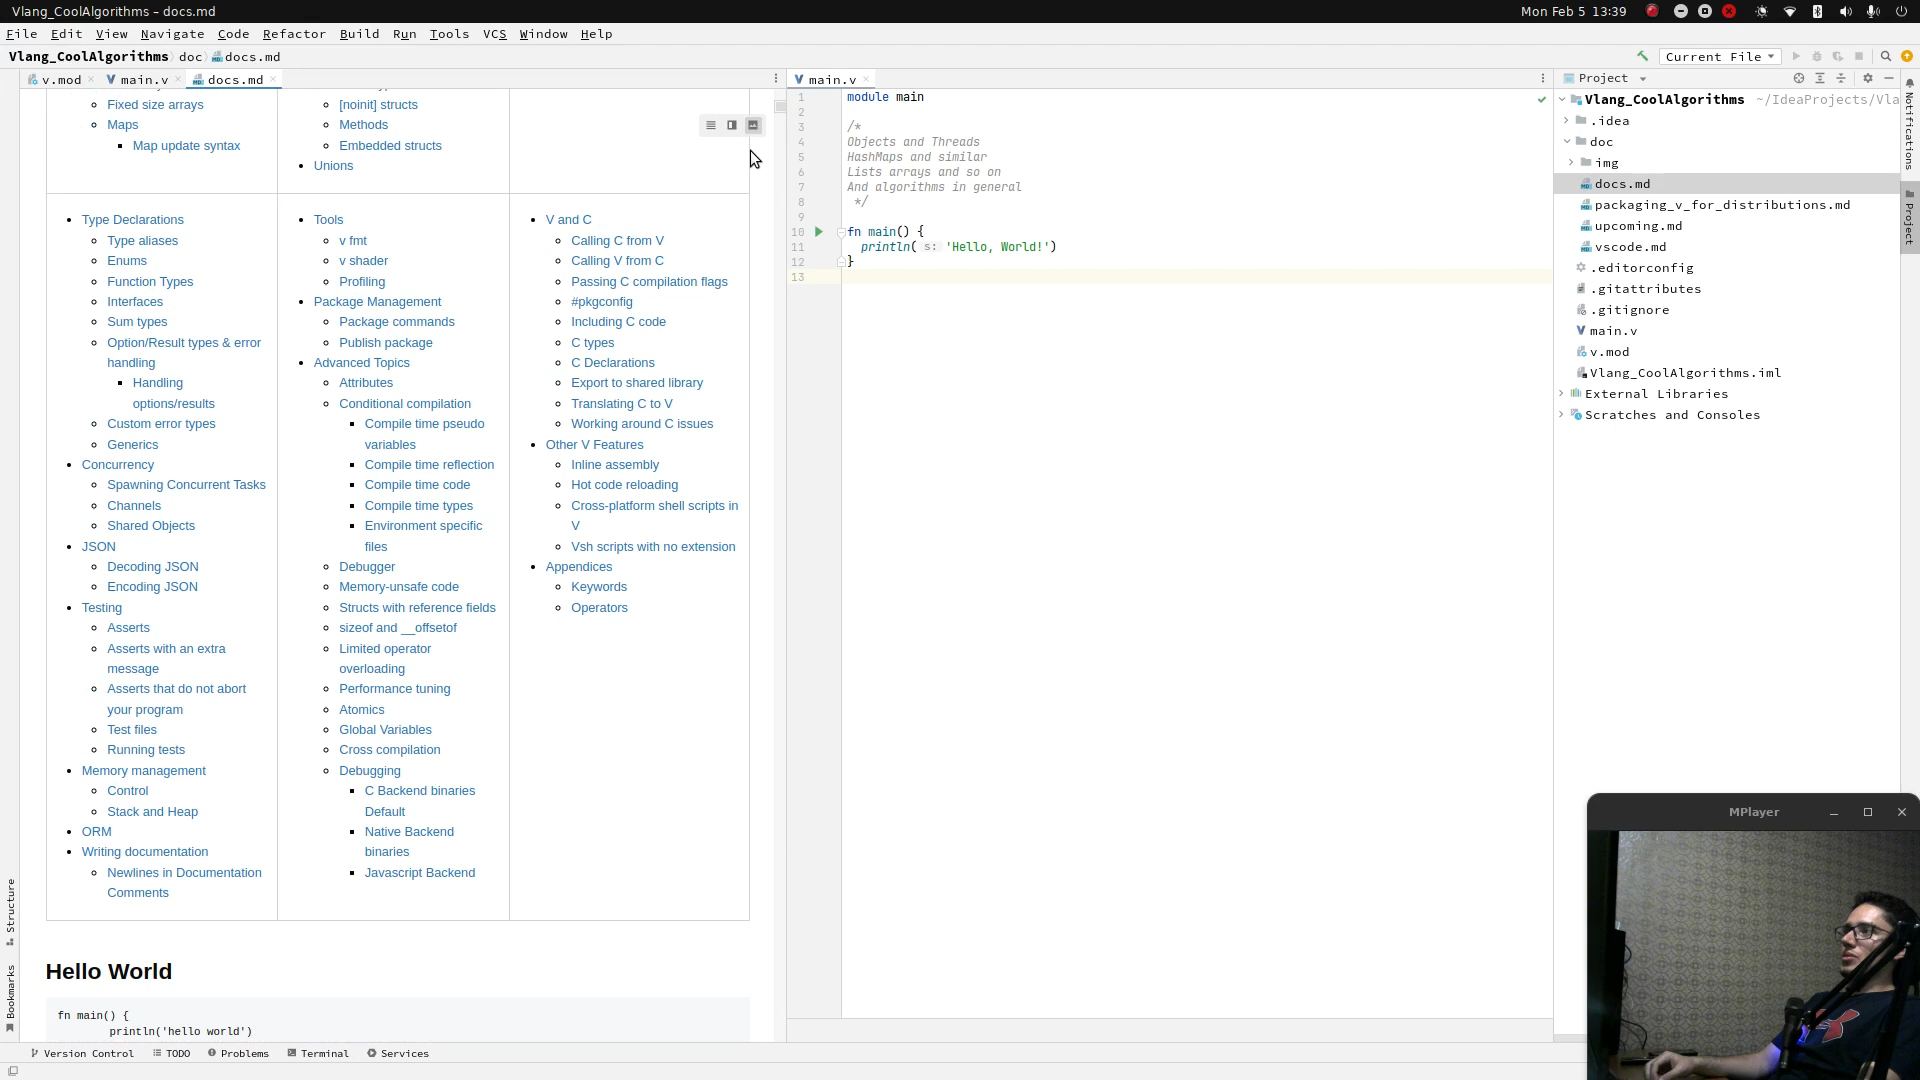 Vlang_CoolAlgorithms – docs.md
Mon Feb 5 13:39
File Edit View Navigate Code Refactor Build Run Tools VCS Window Help
Vlang_CoolAlgorithms doc docs.md
Current File
v.mod main.v docs.md
Fixed size arrays
Maps
Map update syntax
[noinit] structs
Methods
Embedded structs
Unions
Type Declarations
Type aliases
Enums
Function Types
Interfaces
Sum types
Option/Result types & error
handling
Handling
options/results
Custom error types
Generics
Concurrency
Spawning Concurrent Tasks
Channels
Shared Objects
JSON
Decoding JSON
Encoding JSON
Testing
Asserts
Asserts with an extra
message
Asserts that do not abort
your program
Test files
Running tests
Memory management
Control
Stack and Heap
ORM
Writing documentation
Newlines in Documentation
Comments
Tools
v fmt
v shader
Profiling
Package Management
Package commands
Publish package
Advanced Topics
Attributes
Conditional compilation
Compile time pseudo
variables
Compile time reflection
Compile time code
Compile time types
Environment specific
files
Debugger
Memory-unsafe code
Structs with reference fields
sizeof and __offsetof
Limited operator
overloading
Performance tuning
Atomics
Global Variables
Cross compilation
Debugging
C Backend binaries
Default
Native Backend
binaries
Javascript Backend
V and C
Calling C from V
Calling V from C
Passing C compilation flags
#pkgconfig
Including C code
C types
C Declarations
Export to shared library
Translating C to V
Working around C issues
Other V Features
Inline assembly
Hot code reloading
Cross-platform shell scripts in
V
Vsh scripts with no extension
Appendices
Keywords
Operators
Hello World
fn main() {
println('hello world')
main.v
1 module main
2
3 /*
4 Objects and Threads
5 HashMaps and similar
6 Lists arrays and so on
7 And algorithms in general
8 */
9
10 fn main() {
11 println( s: 'Hello, World!')
12 }
13
Project
Vlang_CoolAlgorithms ~/IdeaProjects/Vla
.idea
doc
img
docs.md
packaging_v_for_distributions.md
upcoming.md
vscode.md
.editorconfig
.gitattributes
.gitignore
main.v
v.mod
Vlang_CoolAlgorithms.iml
External Libraries
Scratches and Consoles
Notifications
Project
Structure
Bookmarks
MPlayer
Version Control TODO Problems Terminal Services